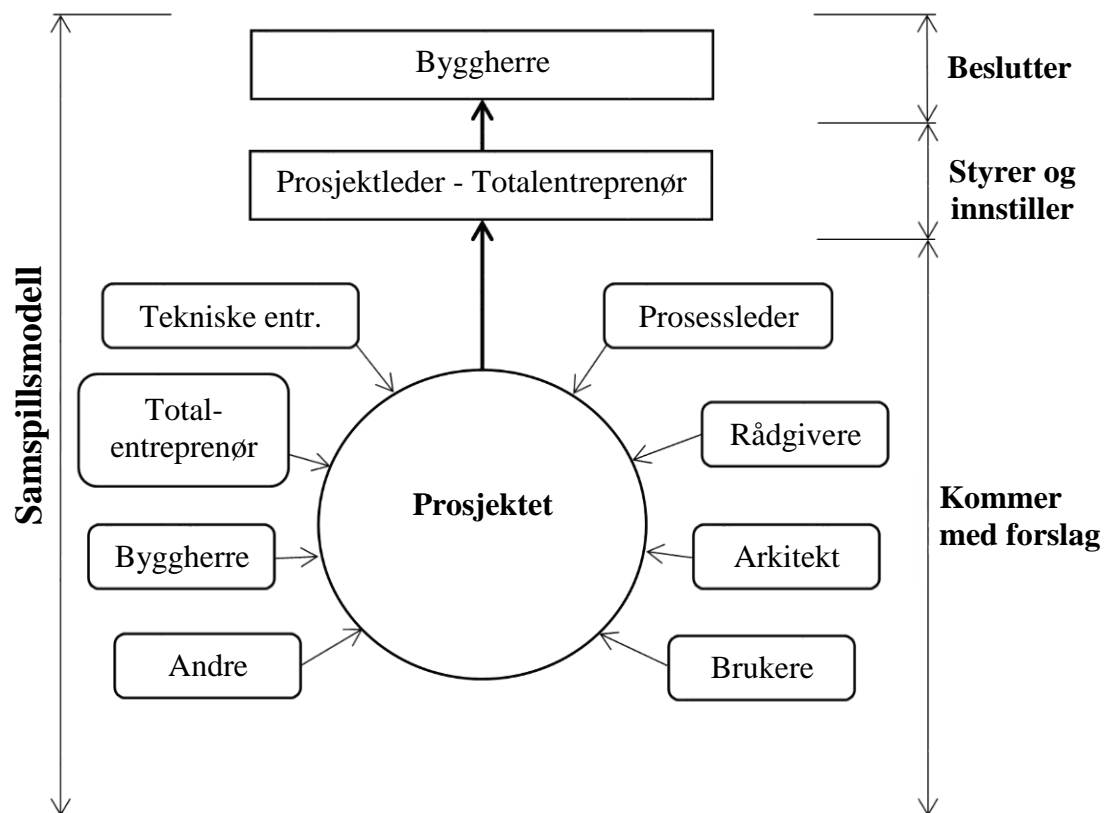 Byggherre
Beslutter
Prosjektleder - Totalentreprenør
Styrer og
innstiller
Samspillsmodell
Tekniske entr.
Prosessleder
Total-
entreprenør
Rådgivere
Prosjektet
Kommer
med forslag
Byggherre
Arkitekt
Andre
Brukere